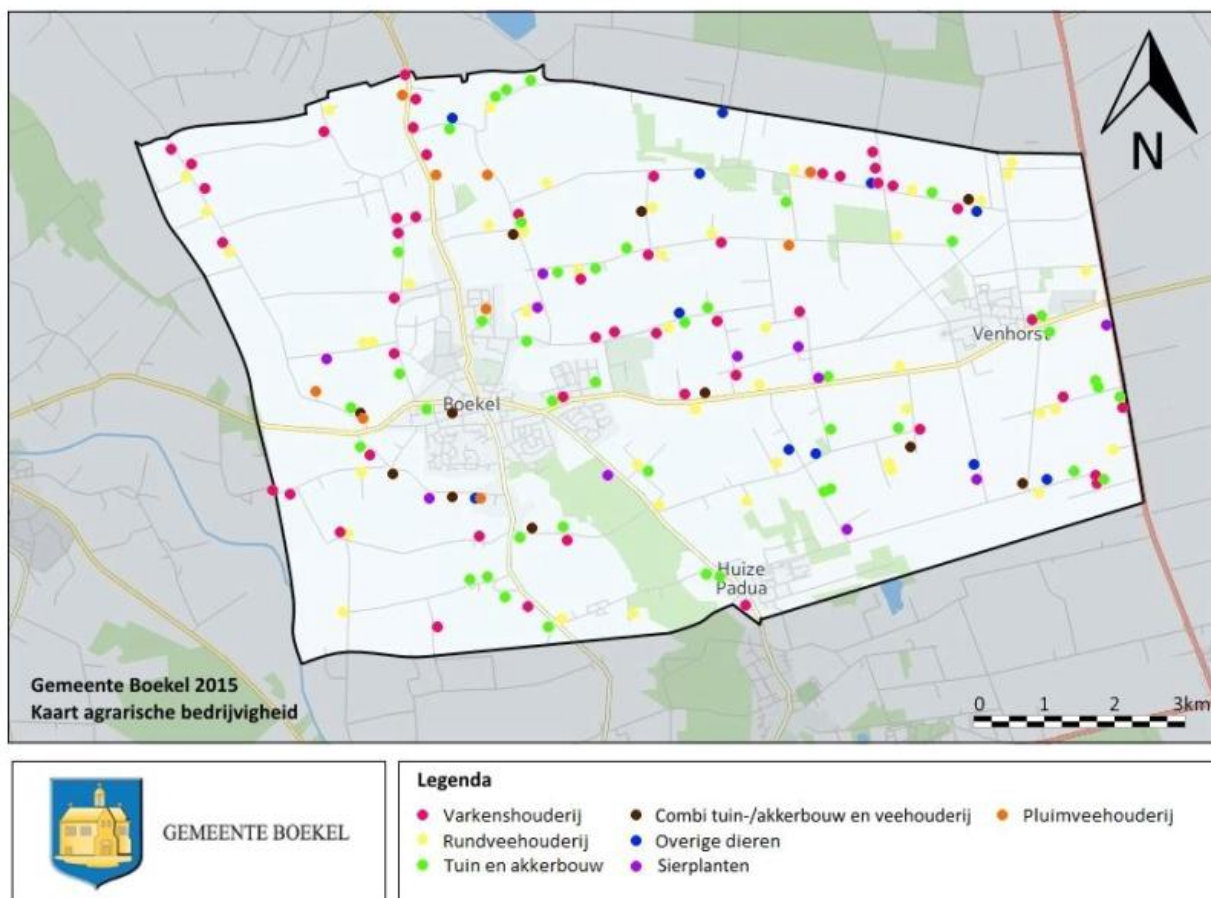 N
Boekel
Venhorst
Huize
Padua
Gemeente Boekel 2015
Kaart agrarische bedrijvigheid
0 1 2 3km
GEMEENTE BOEKEL
Legenda
Varkenshouderij
Combi tuin-/akkerbouw en veehouderij
Pluimveehouderij
Rundveehouderij
Overige dieren
Tuin en akkerbouw
Sierplanten